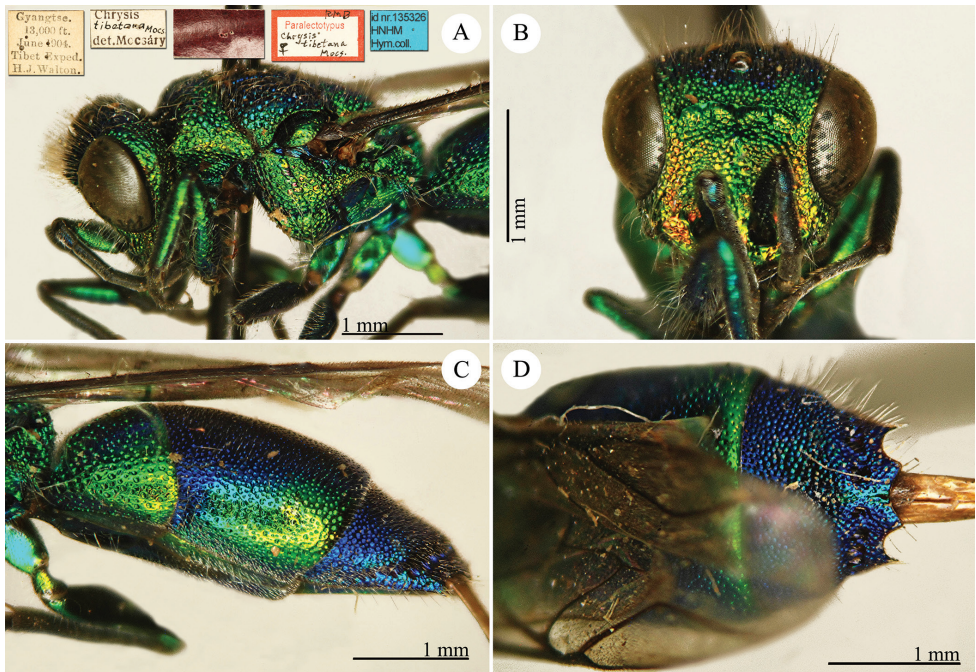 Gyangtse.
13,000 ft.
June 1904.
Tibet Exped.
H.J. Walton.
Chrysis
tibetana Mocs
det. Mocsáry
Paralectotypus
Chrysis
♀ tibetana
Mocs.
id nr.135326
HNHM
Hym.coll.
A
1 mm
B
1 mm
C
1 mm
D
1 mm